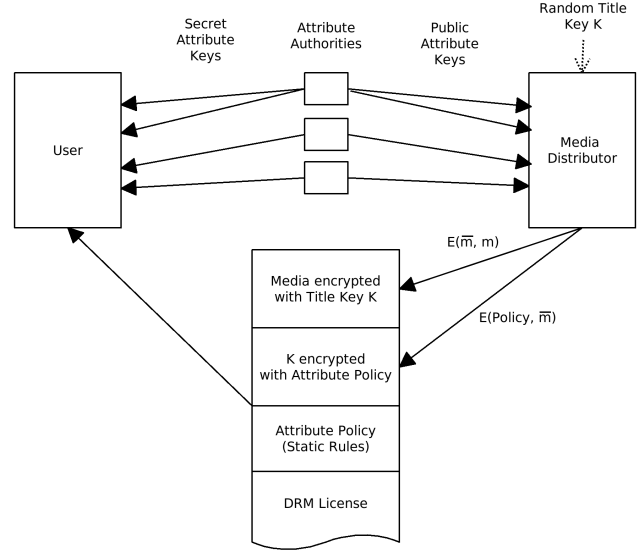 Random Title
Key K
Secret
Attribute
Keys
Attribute
Authorities
Public
Attribute
Keys
User
Media
Distributor
E(m̅, m)
E(Policy, m̅)
Media encrypted
with Title Key K
K encrypted
with Attribute Policy
Attribute Policy
(Static Rules)
DRM License